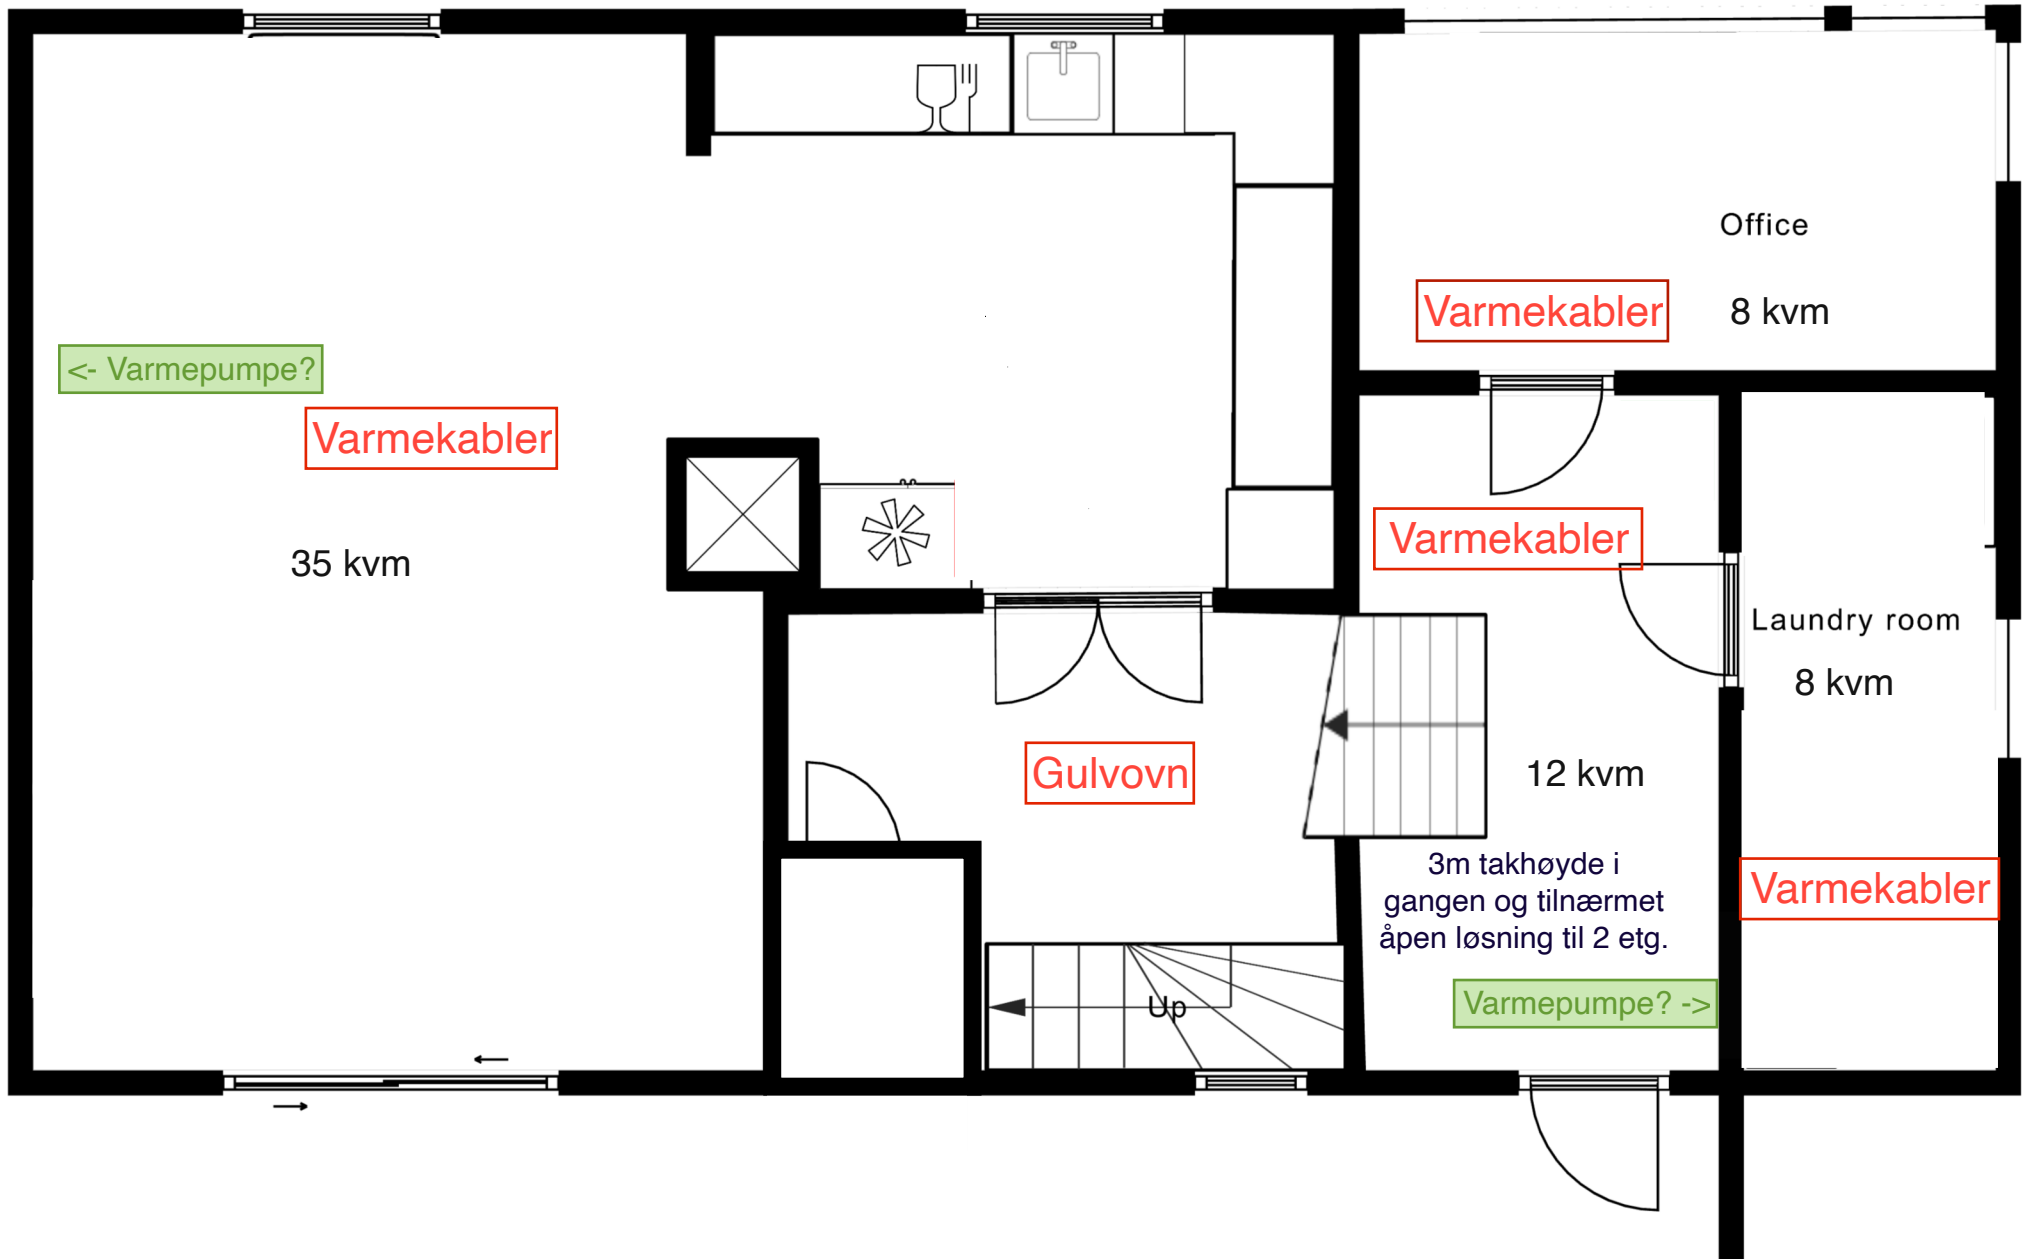 Office
Varmekabler
8 kvm
<- Varmepumpe?
Varmekabler
35 kvm
Varmekabler
Laundry room
8 kvm
Gulvovn
12 kvm
3m takhøyde i
gangen og tilnærmet
åpen løsning til 2 etg.
Varmekabler
Up
Varmepumpe? ->